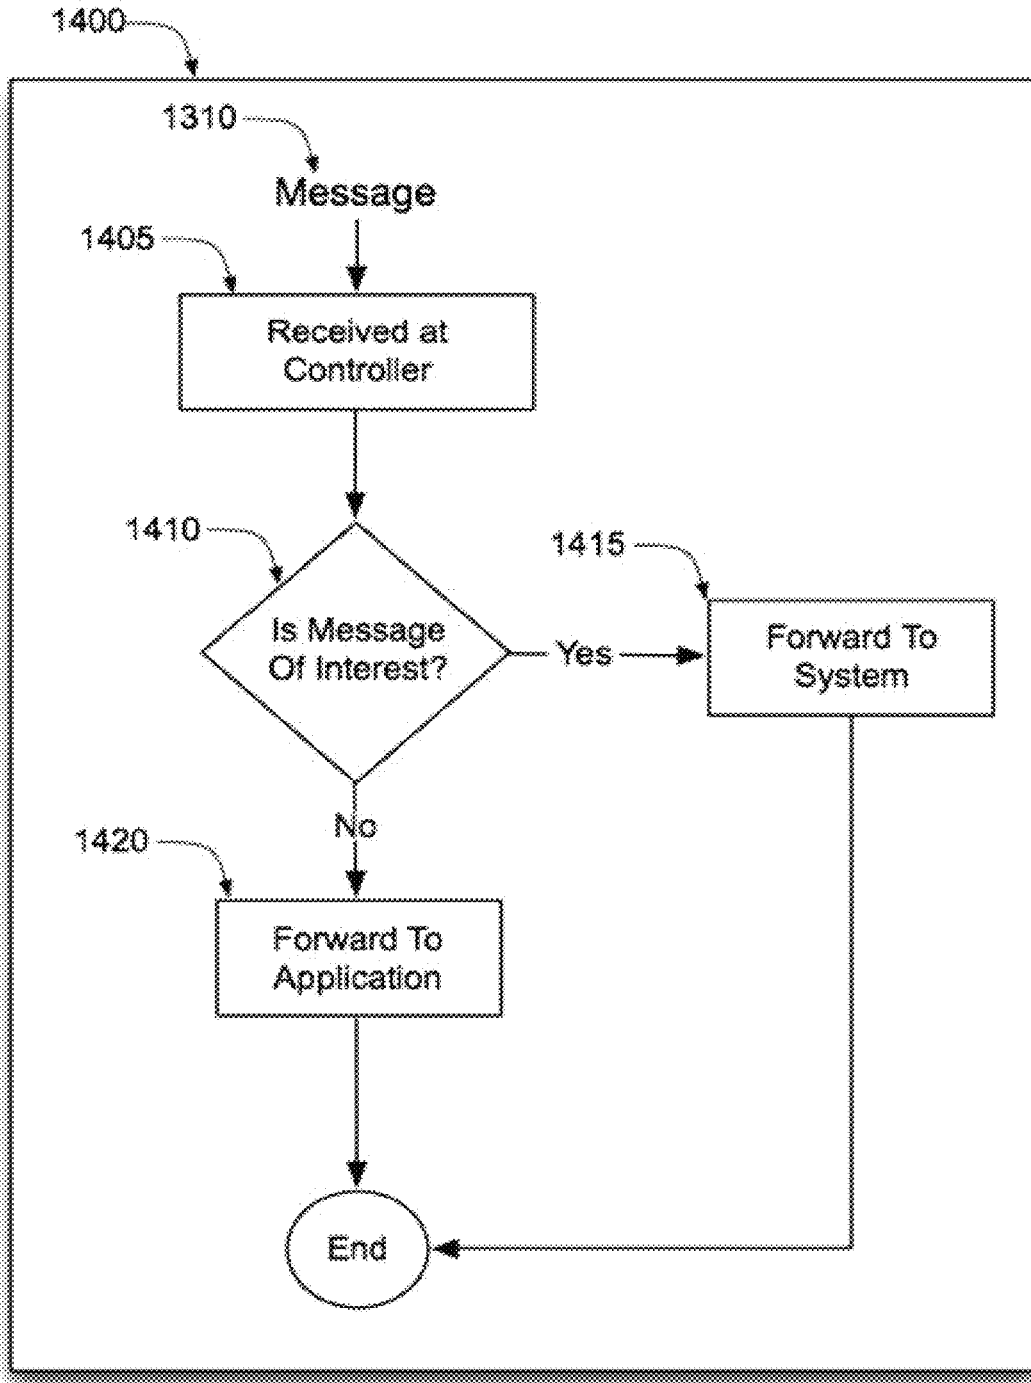 1400
1310
Message
1405
Received at
Controller
1410
Is Message
Of Interest?
Yes
1415
Forward To
System
No
1420
Forward To
Application
End